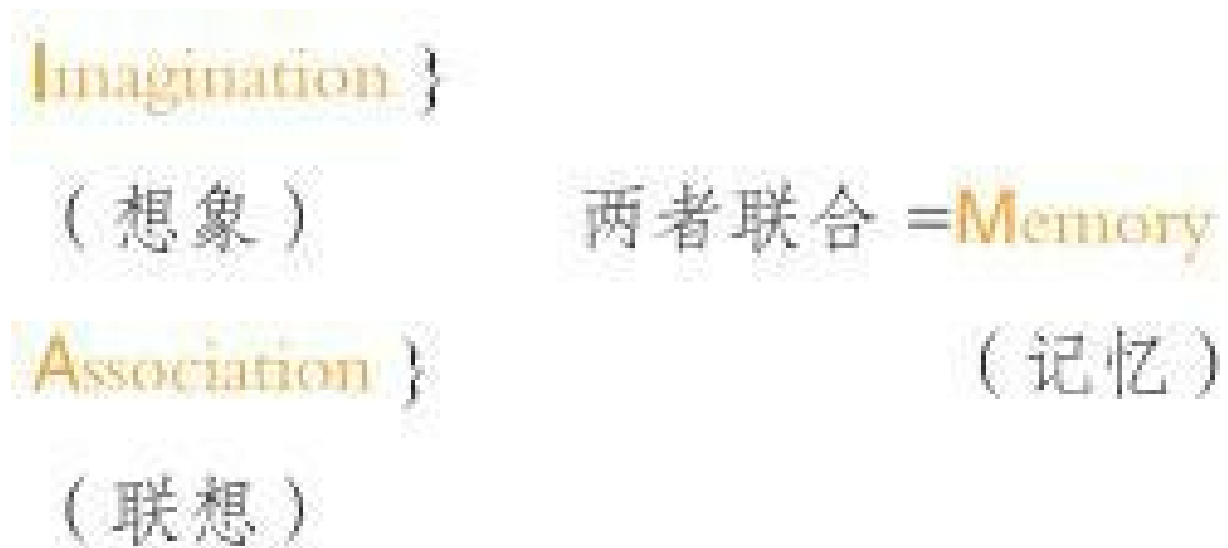 Imagination }
（想象）
两者联合 =Memory
（记忆）
Association }
（联想）